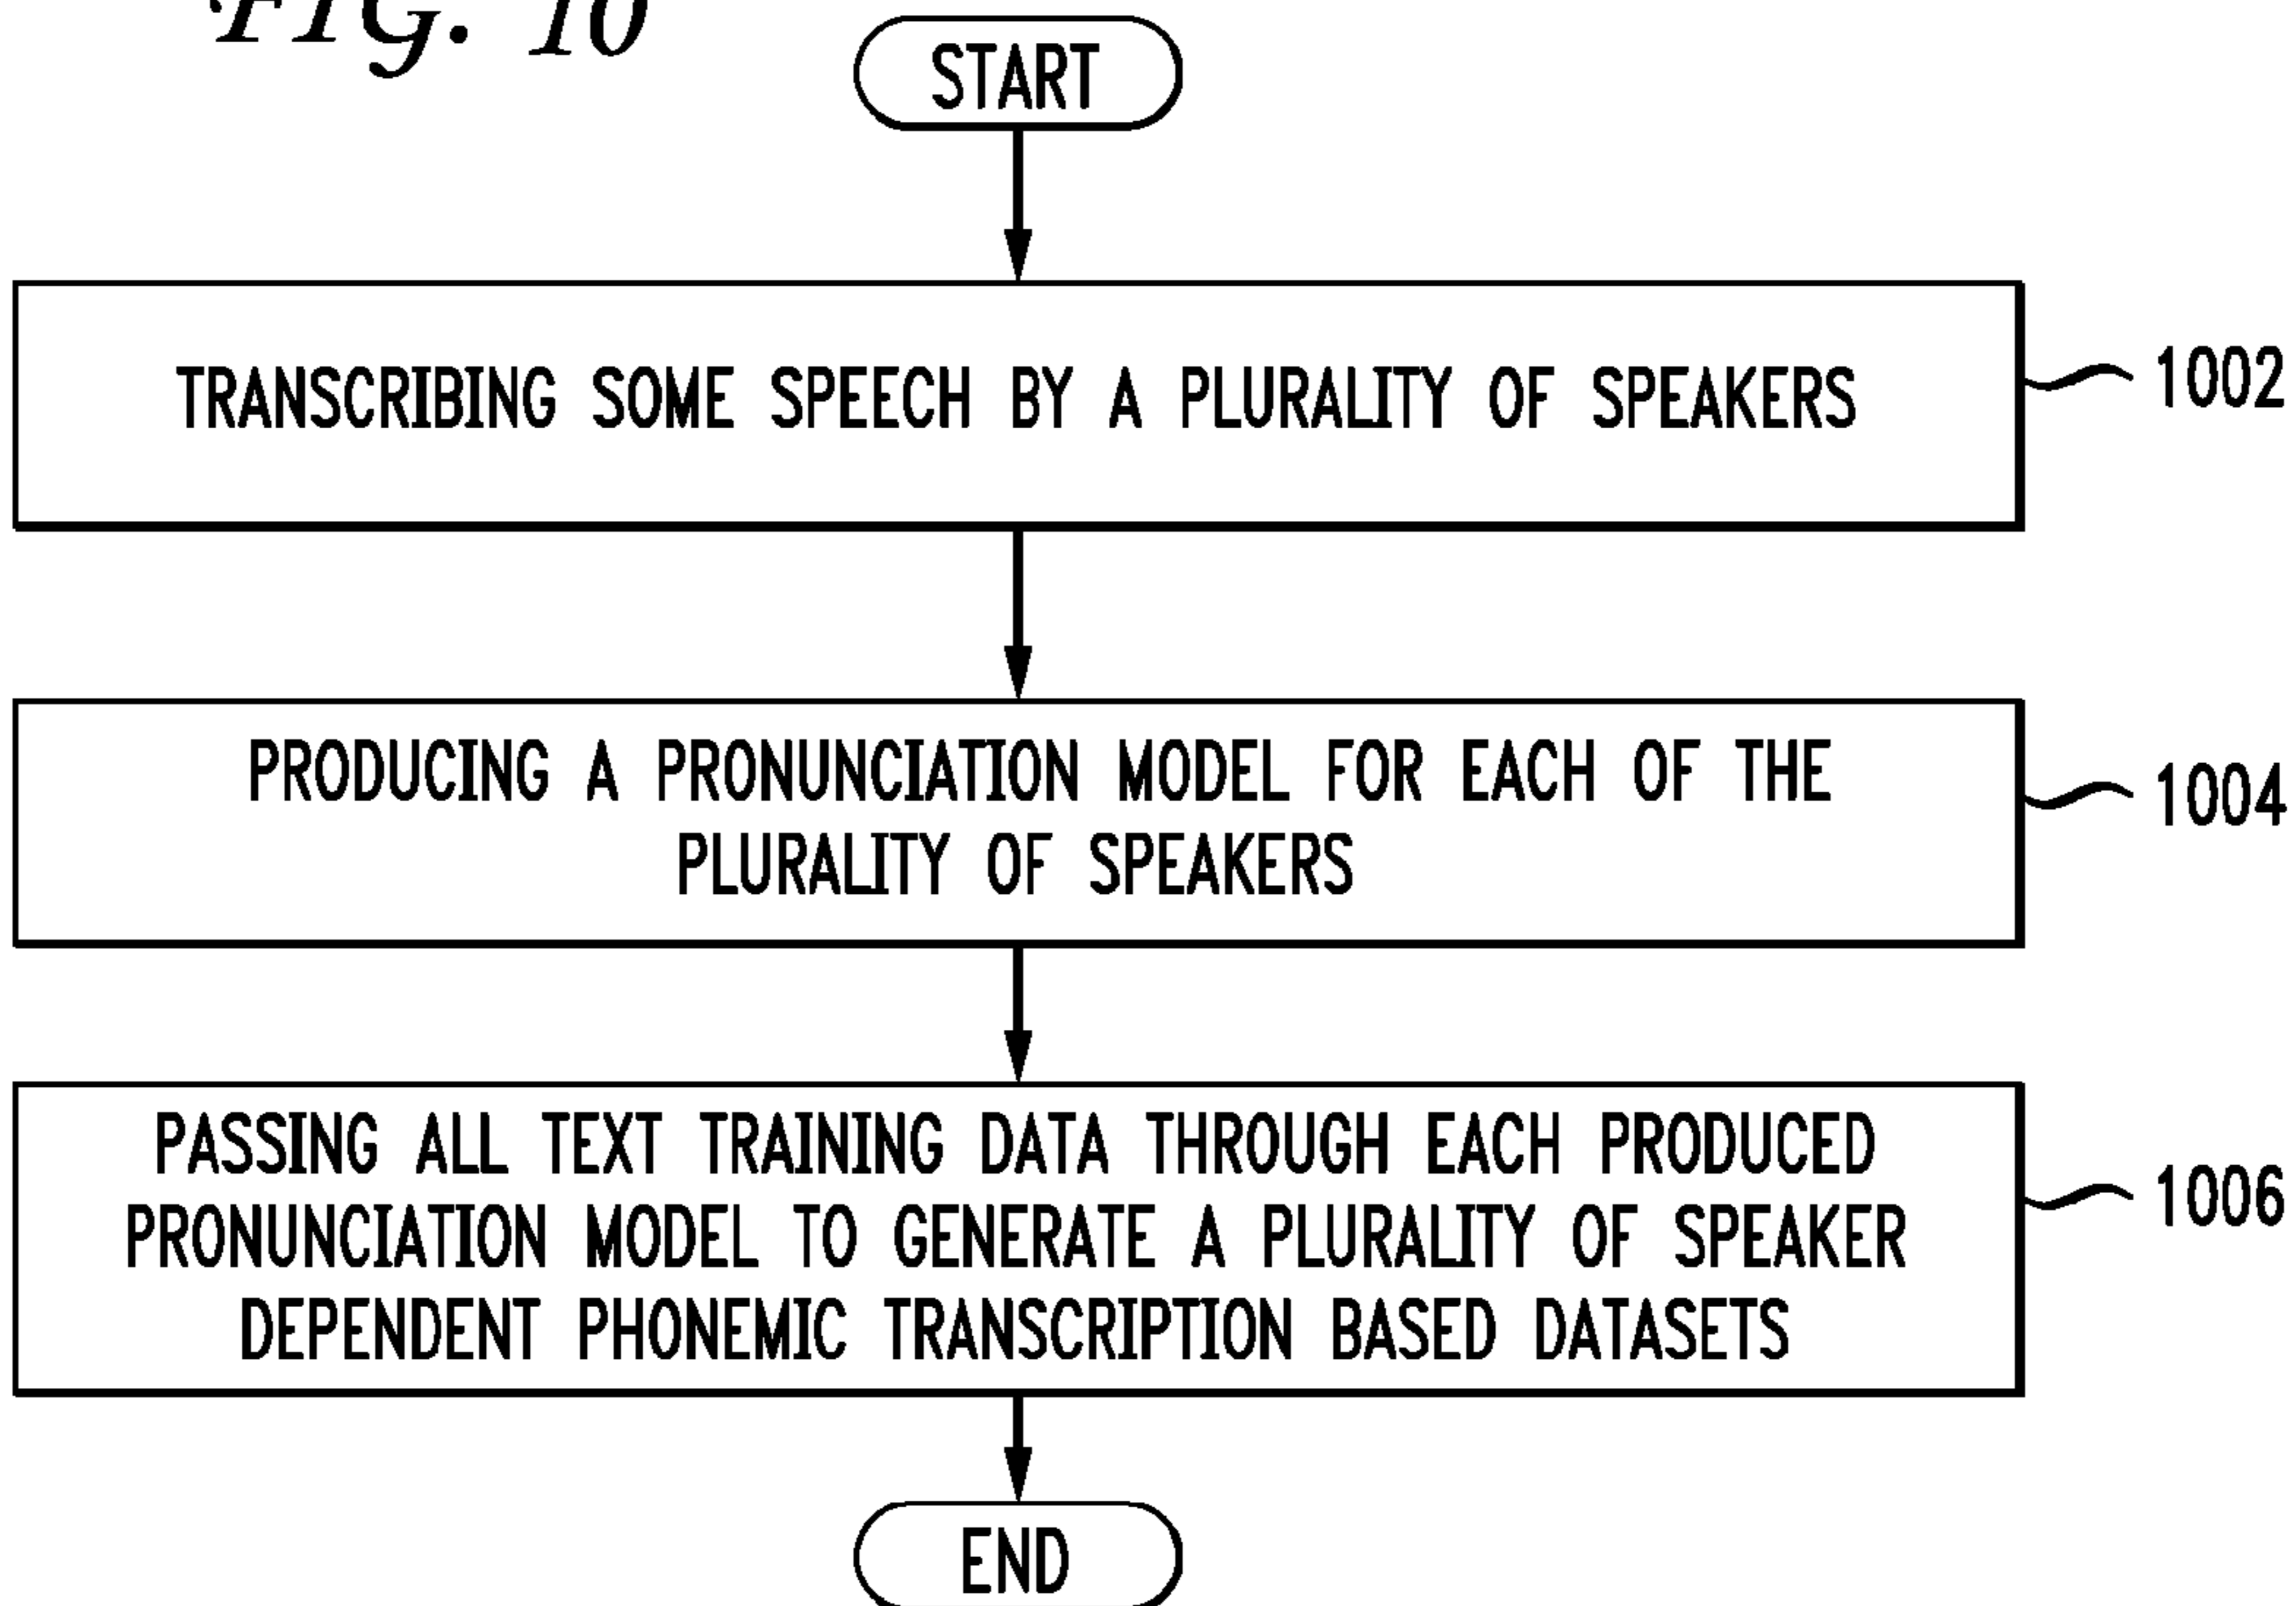 FIG. 10
START
TRANSCRIBING SOME SPEECH BY A PLURALITY OF SPEAKERS
1002
PRODUCING A PRONUNCIATION MODEL FOR EACH OF THE
PLURALITY OF SPEAKERS
1004
PASSING ALL TEXT TRAINING DATA THROUGH EACH PRODUCED
PRONUNCIATION MODEL TO GENERATE A PLURALITY OF SPEAKER
DEPENDENT PHONEMIC TRANSCRIPTION BASED DATASETS
1006
END